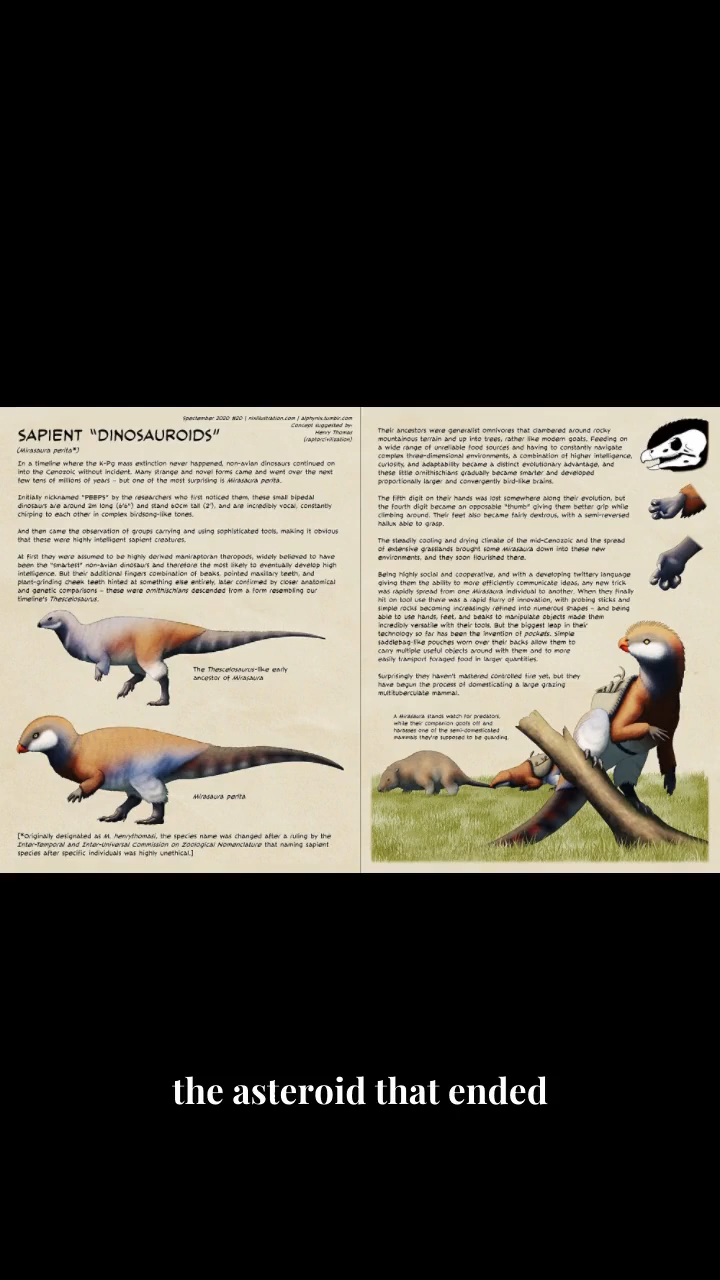 Spectember 2020 #20 | nixillustration.com | alphynix.tumblr.com
Concept suggested by:
Henry Thomas
(raptorcivilization)
SAPIENT "DINOSAUROIDS"
(Mirasaura perita*)
In a timeline where the K-Pg mass extinction never happened, non-avian dinosaurs continued on
into the Cenozoic without incident. Many strange and novel forms came and went over the next
few tens of millions of years – but one of the most surprising is Mirasaura perita.
Initially nicknamed "PEEPS" by the researchers who first noticed them, these small bipedal
dinosaurs are around 2m long (6'6") and stand 60cm tall (2'), and are incredibly vocal, constantly
chirping to each other in complex birdsong-like tones.
And then came the observation of groups carrying and using sophisticated tools, making it obvious
that these were highly intelligent sapient creatures.
At first they were assumed to be highly derived maniraptoran theropods, widely believed to have
been the "smartest" non-avian dinosaurs and therefore the most likely to eventually develop high
intelligence. But their additional fingers combination of beaks, pointed maxillary teeth, and
plant-grinding cheek teeth hinted at something else entirely, later confirmed by closer anatomical
and genetic comparisons – these were ornithischians descended from a form resembling our
timeline's Thescelosaurus.
The Thescelosaurus-like early
ancestor of Mirasaura
Mirasaura perita
[*Originally designated as M. henrythomasi, the species name was changed after a ruling by the
Inter-Temporal and Inter-Universal Commission on Zoological Nomenclature that naming sapient
species after specific individuals was highly unethical.]
Their ancestors were generalist omnivores that clambered around rocky
mountainous terrain and up into trees, rather like modern goats. Feeding on
a wide range of unreliable food sources and having to constantly navigate
complex three-dimensional environments, a combination of higher intelligence,
curiosity, and adaptability became a distinct evolutionary advantage, and
these little ornithischians gradually became smarter and developed
proportionally larger and convergently bird-like brains.
The fifth digit on their hands was lost somewhere along their evolution, but
the fourth digit became an opposable "thumb" giving them better grip while
climbing around. Their feet also became fairly dextrous, with a semi-reversed
hallux able to grasp.
The steadily cooling and drying climate of the mid-Cenozoic and the spread
of extensive grasslands brought some Mirasaura down into these new
environments, and they soon flourished there.
Being highly social and cooperative, and with a developing twittery language
giving them the ability to more efficiently communicate ideas, any new trick
was rapidly spread from one Mirasaura individual to another. When they finally
hit on tool use there was a rapid flurry of innovation, with probing sticks and
simple rocks becoming increasingly refined into numerous shapes – and being
able to use hands, feet, and beaks to manipulate objects made them
incredibly versatile with their tools. But the biggest leap in their
technology so far has been the invention of pockets. Simple
saddlebag-like pouches worn over their backs allow them to
carry multiple useful objects around with them and to more
easily transport foraged food in larger quantities.
Surprisingly they haven't mastered controlled fire yet, but they
have begun the process of domesticating a large grazing
multituberculate mammal.
A Mirasaura stands watch for predators,
while their companion goofs off and
harasses one of the semi-domesticated
mammals they're supposed to be guarding.
the asteroid that ended